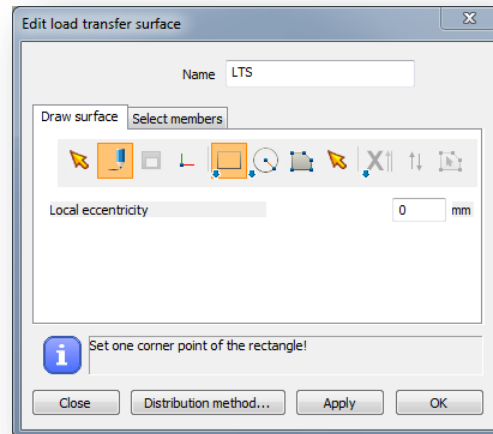 Edit load transfer surface
Name LTS
Draw surface Select members
Local eccentricity 0 mm
Set one corner point of the rectangle!
Close Distribution method... Apply OK